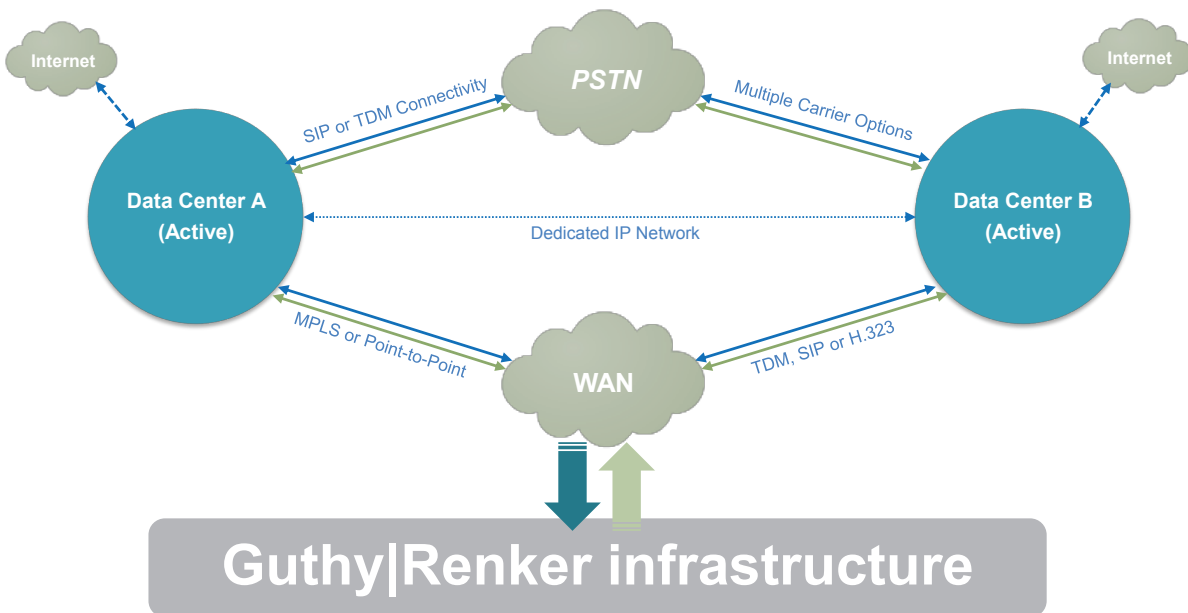 Internet
PSTN
Internet
SIP or TDM Connectivity
Multiple Carrier Options
Data Center A
(Active)
Data Center B
(Active)
Dedicated IP Network
MPLS or Point-to-Point
TDM, SIP or H.323
WAN
Guthy|Renker infrastructure